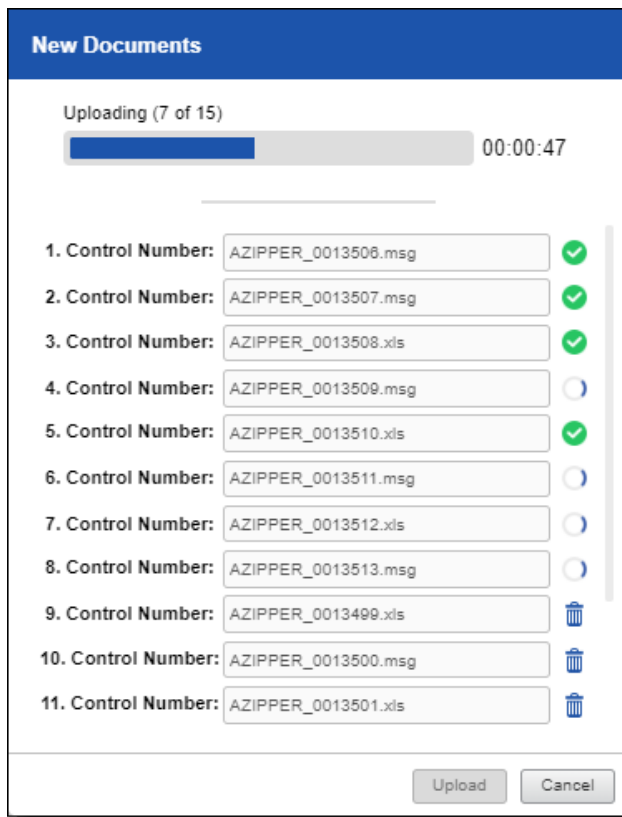 New Documents
Uploading (7 of 15)
00:00:47
1. Control Number: AZIPPER_0013506.msg
2. Control Number: AZIPPER_0013507.msg
3. Control Number: AZIPPER_0013508.xls
4. Control Number: AZIPPER_0013509.msg
5. Control Number: AZIPPER_0013510.xls
6. Control Number: AZIPPER_0013511.msg
7. Control Number: AZIPPER_0013512.xls
8. Control Number: AZIPPER_0013513.msg
9. Control Number: AZIPPER_0013499.xls
10. Control Number: AZIPPER_0013500.msg
11. Control Number: AZIPPER_0013501.xls
Upload Cancel